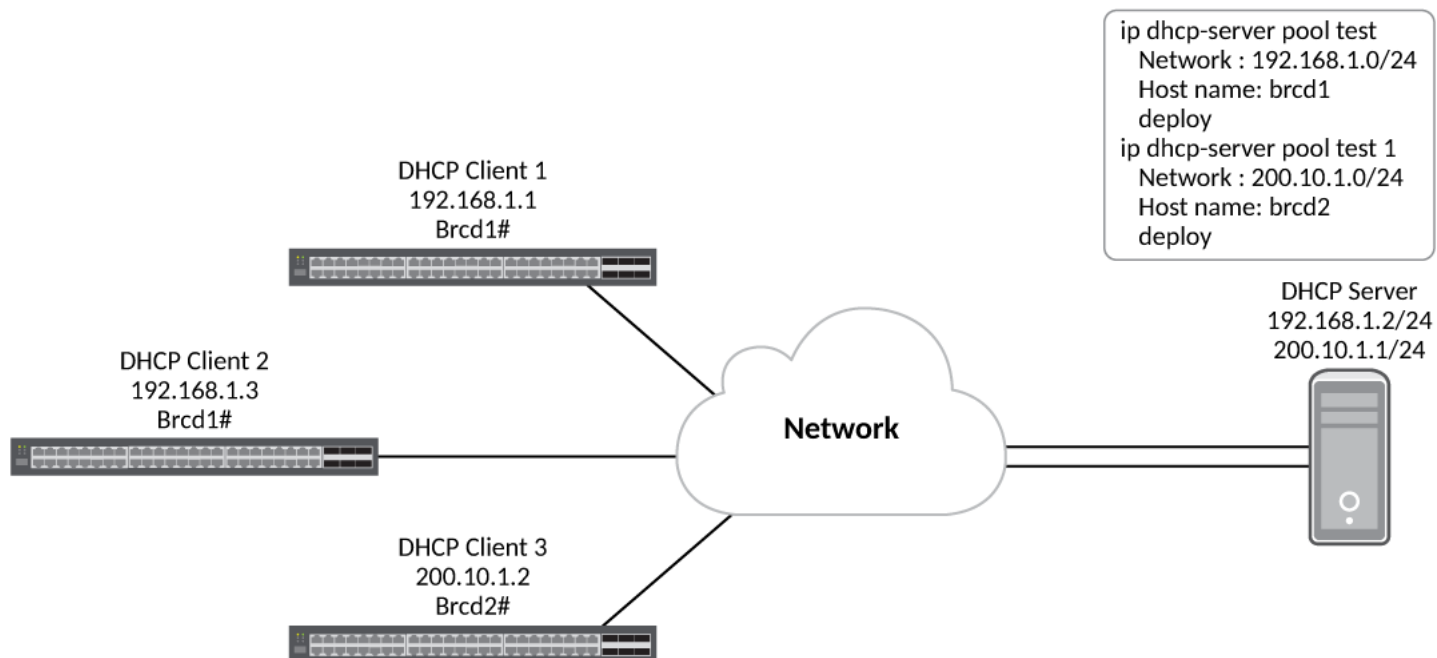 ip dhcp-server pool test
Network : 192.168.1.0/24
Host name: brcd1
deploy
ip dhcp-server pool test 1
Network : 200.10.1.0/24
Host name: brcd2
deploy
DHCP Client 1
192.168.1.1
Brcd1#
DHCP Server
192.168.1.2/24
200.10.1.1/24
DHCP Client 2
192.168.1.3
Brcd1#
Network
DHCP Client 3
200.10.1.2
Brcd2#